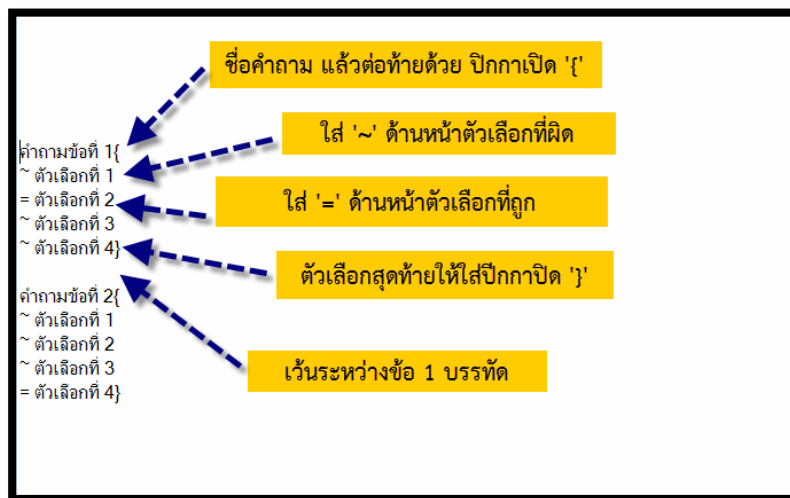 ชื่อคำถาม แล้วต่อท้ายด้วย ปีกกาเปิด '{'
ใส่ '~' ด้านหน้าตัวเลือกที่ผิด
คำถามข้อที่ 1{
~ ตัวเลือกที่ 1
= ตัวเลือกที่ 2
ใส่ '=' ด้านหน้าตัวเลือกที่ถูก
~ ตัวเลือกที่ 3
~ ตัวเลือกที่ 4}
ตัวเลือกสุดท้ายให้ใส่ปีกกาปิด '}'
คำถามข้อที่ 2{
~ ตัวเลือกที่ 1
~ ตัวเลือกที่ 2
~ ตัวเลือกที่ 3
เว้นระหว่างข้อ 1 บรรทัด
= ตัวเลือกที่ 4}